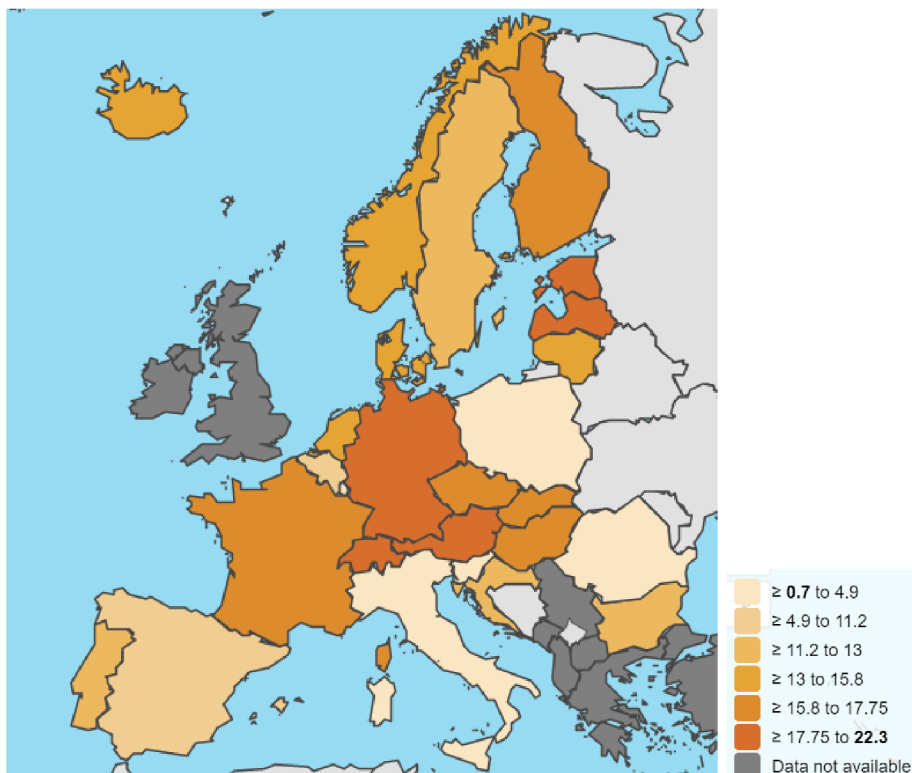 ≥ 0.7 to 4.9
≥ 4.9 to 11.2
≥ 11.2 to 13
≥ 13 to 15.8
≥ 15.8 to 17.75
≥ 17.75 to 22.3
Data not available